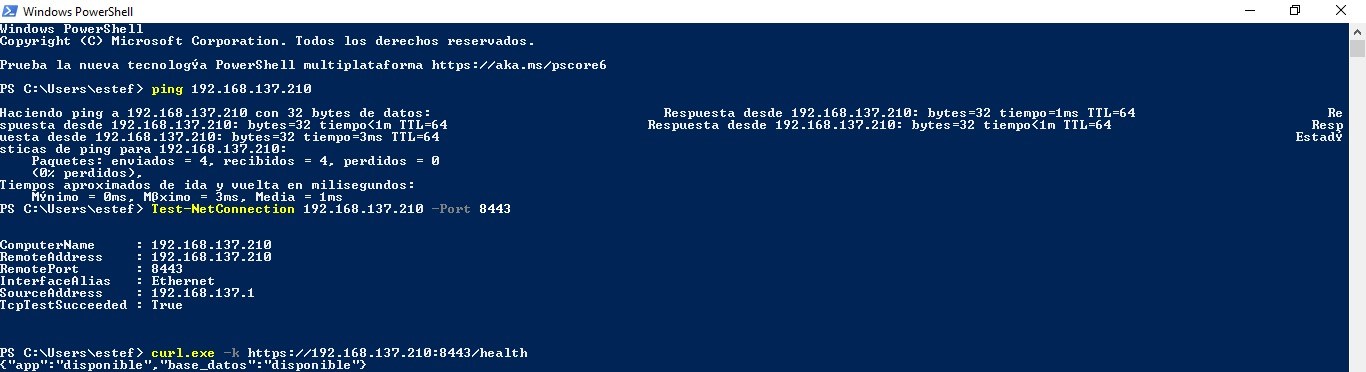 Windows PowerShell
Windows PowerShell
Copyright (C) Microsoft Corporation. Todos los derechos reservados.
Prueba la nueva tecnologýa PowerShell multiplataforma https://aka.ms/pscore6
PS C:\Users\estef> ping 192.168.137.210
Haciendo ping a 192.168.137.210 con 32 bytes de datos: Respuesta desde 192.168.137.210: bytes=32 tiempo=1ms TTL=64 Re
spuesta desde 192.168.137.210: bytes=32 tiempo<1m TTL=64 Respuesta desde 192.168.137.210: bytes=32 tiempo<1m TTL=64 Resp
uesta desde 192.168.137.210: bytes=32 tiempo=3ms TTL=64 Estadý
sticas de ping para 192.168.137.210:
Paquetes: enviados = 4, recibidos = 4, perdidos = 0
(0% perdidos),
Tiempos aproximados de ida y vuelta en milisegundos:
Mýnimo = 0ms, Mßximo = 3ms, Media = 1ms
PS C:\Users\estef> Test-NetConnection 192.168.137.210 -Port 8443
ComputerName : 192.168.137.210
RemoteAddress : 192.168.137.210
RemotePort : 8443
InterfaceAlias : Ethernet
SourceAddress : 192.168.137.1
TcpTestSucceeded : True
PS C:\Users\estef> curl.exe -k https://192.168.137.210:8443/health
{"app":"disponible","base_datos":"disponible"}